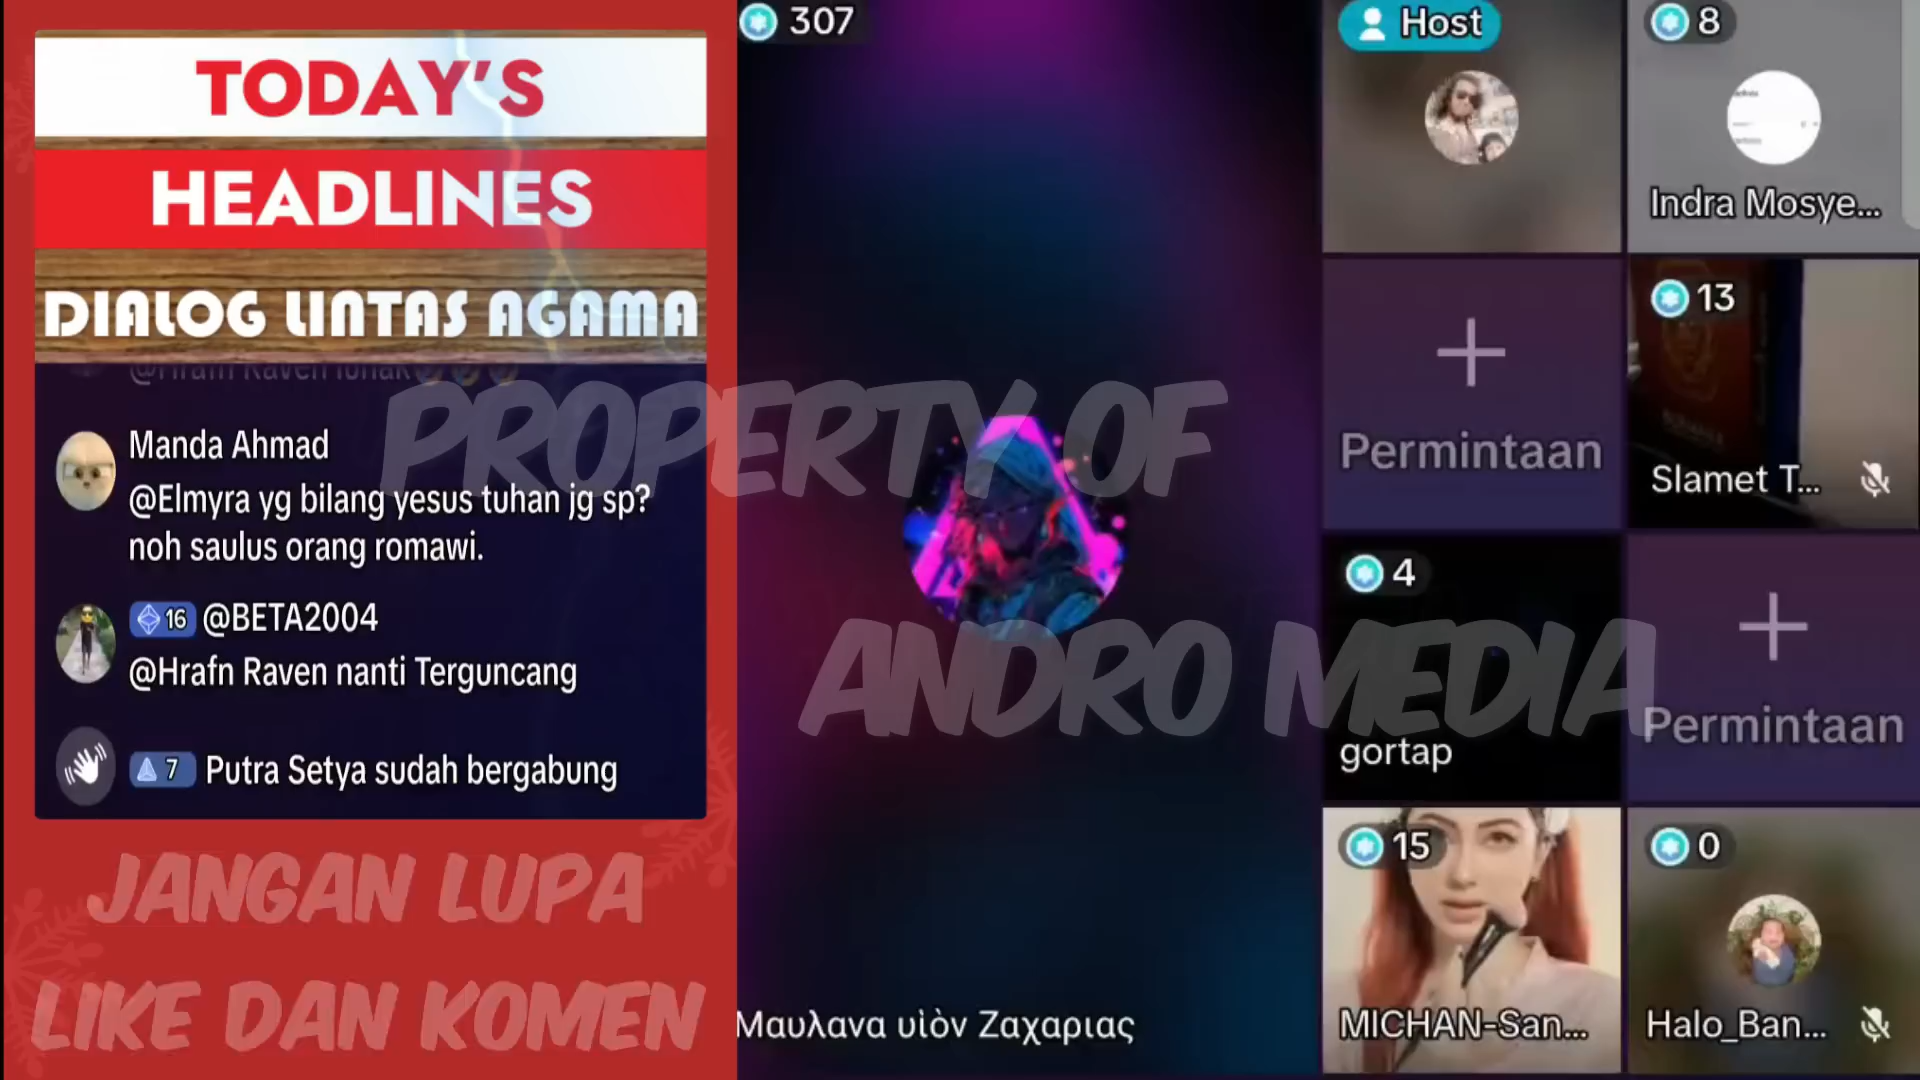 TODAY'S
HEADLINES
DIALOG LINTAS AGAMA
Manda Ahmad
@Elmyra yg bilang yesus tuhan jg sp?
noh saulus orang romawi.
16 @BETA2004
@Hrafn Raven nanti Terguncang
7 Putra Setya sudah bergabung
JANGAN LUPA
LIKE DAN KOMEN
307
PROPERTY OF
ANDRO MEDIA
Μαυλανα υἱὸν Ζαχαριας
Host
8
Indra Mosye...
Permintaan
13
Slamet T...
4
gortap
Permintaan
15
MICHAN-San...
0
Halo_Ban...